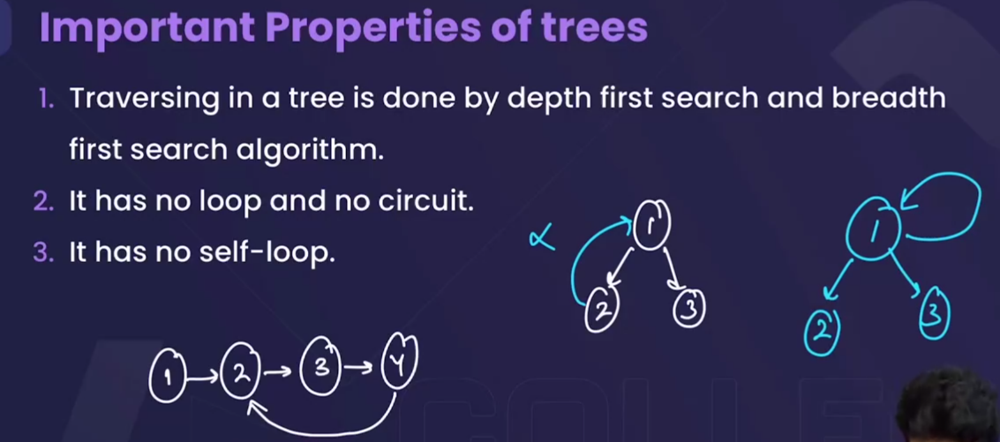 Important Properties of trees
1. Traversing in a tree is done by depth first search and breadth
first search algorithm.
2. It has no loop and no circuit.
3. It has no self-loop.
1
2
3
1
2
3
1 2 3 4